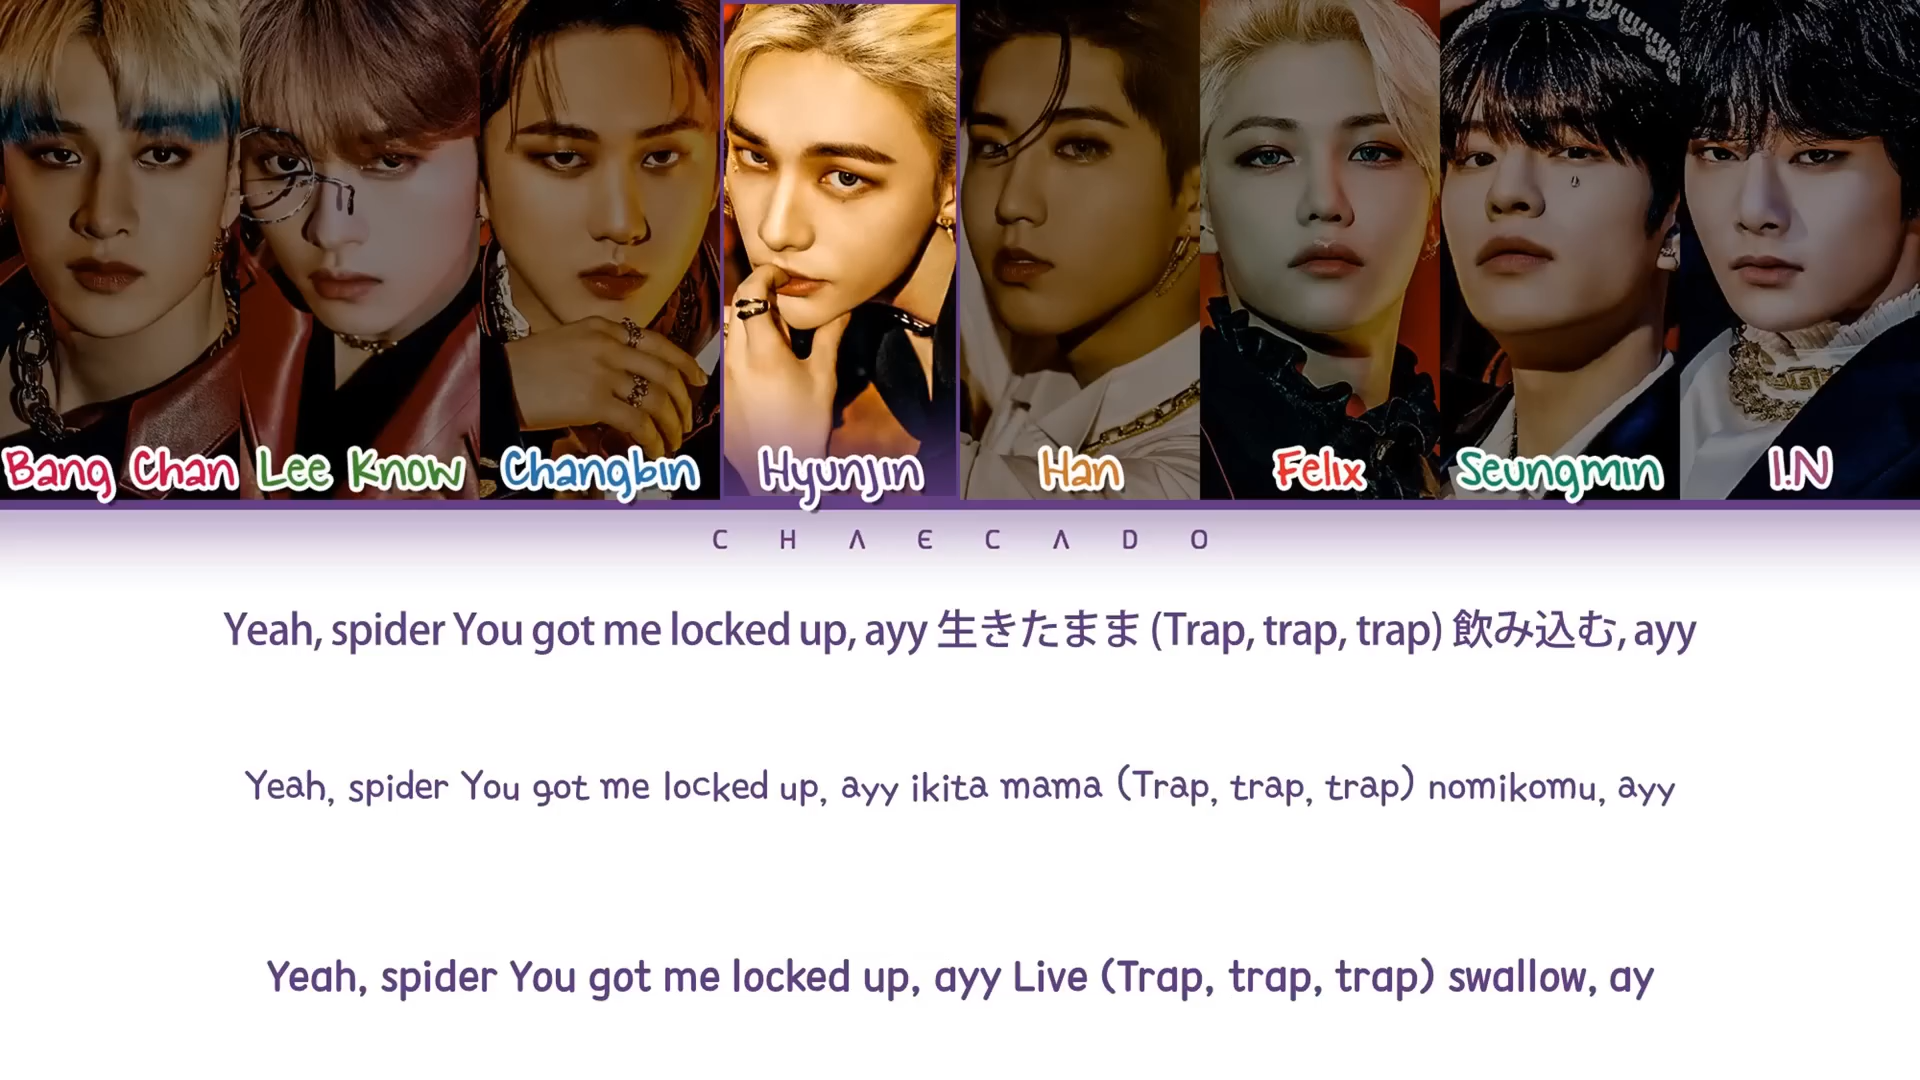 Bang Chan Lee Know Changbin Hyunjin Han Felix Seungmin I.N
CHAECADO
Yeah, spider You got me locked up, ayy 生きたまま (Trap, trap, trap) 飲み込む, ayy
Yeah, spider You got me locked up, ayy ikita mama (Trap, trap, trap) nomikomu, ayy
Yeah, spider You got me locked up, ayy Live (Trap, trap, trap) swallow, ay